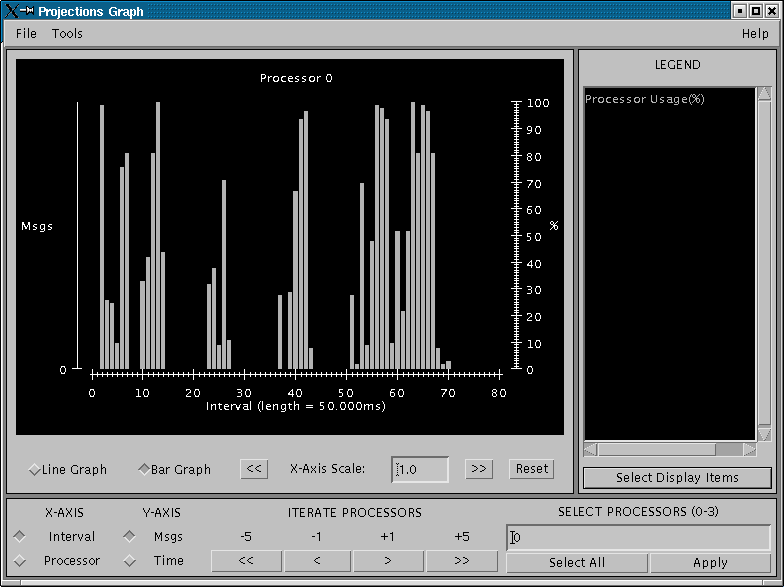 Projections Graph
File Tools Help
Processor 0
Msgs
0
100
90
80
70
60
50
40
30
20
10
0
%
0 10 20 30 40 50 60 70 80
Interval (length = 50.000ms)
LEGEND
Processor Usage(%)
Line Graph Bar Graph << X-Axis Scale: 1.0 >> Reset
Select Display Items
X-AXIS Y-AXIS ITERATE PROCESSORS SELECT PROCESSORS (0-3)
Interval Msgs -5 -1 +1 +5 0
Processor Time << < > >> Select All Apply